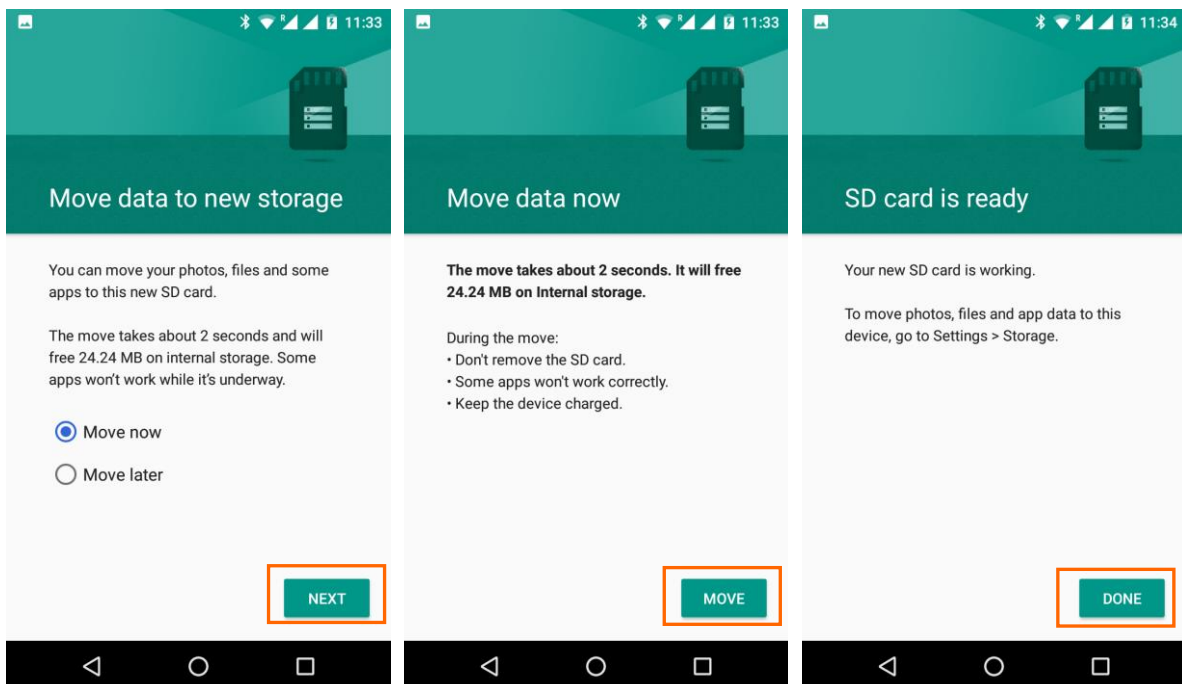 R 11:33
Move data to new storage
You can move your photos, files and some
apps to this new SD card.
The move takes about 2 seconds and will
free 24.24 MB on internal storage. Some
apps won't work while it's underway.
Move now
Move later
NEXT
R 11:33
Move data now
The move takes about 2 seconds. It will free
24.24 MB on Internal storage.
During the move:
• Don't remove the SD card.
• Some apps won't work correctly.
• Keep the device charged.
MOVE
R 11:34
SD card is ready
Your new SD card is working.
To move photos, files and app data to this
device, go to Settings > Storage.
DONE